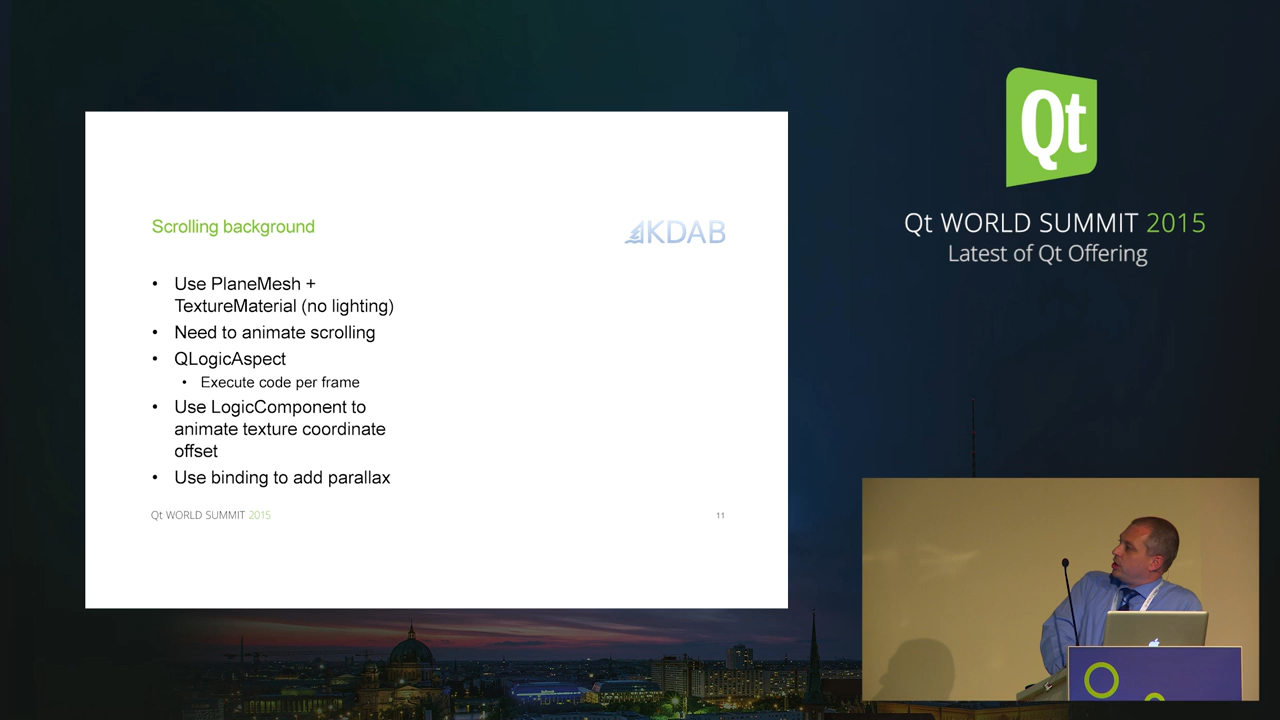 Scrolling background
KDAB
• Use PlaneMesh +
TextureMaterial (no lighting)
• Need to animate scrolling
• QLogicAspect
• Execute code per frame
• Use LogicComponent to
animate texture coordinate
offset
• Use binding to add parallax
Qt WORLD SUMMIT 2015
11
Qt
Qt WORLD SUMMIT 2015
Latest of Qt Offering